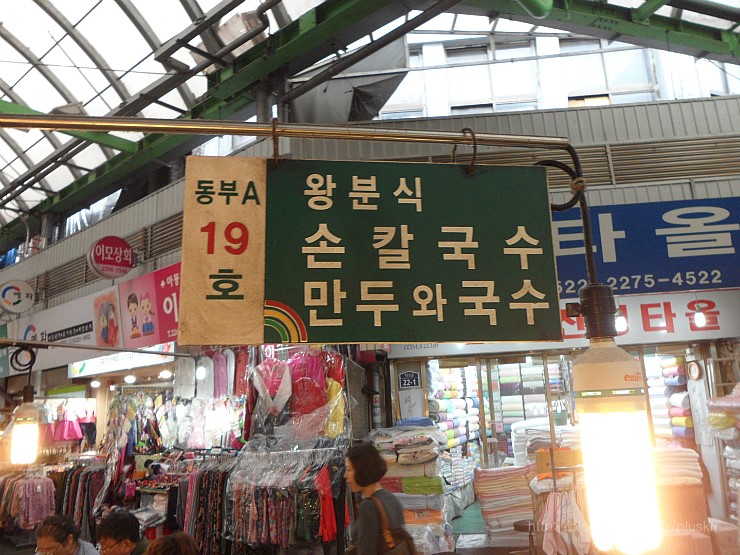 동부A
19
호
왕분식
손칼국수
만두와국수
이모상회
타올
2275-4522
타올
22-1